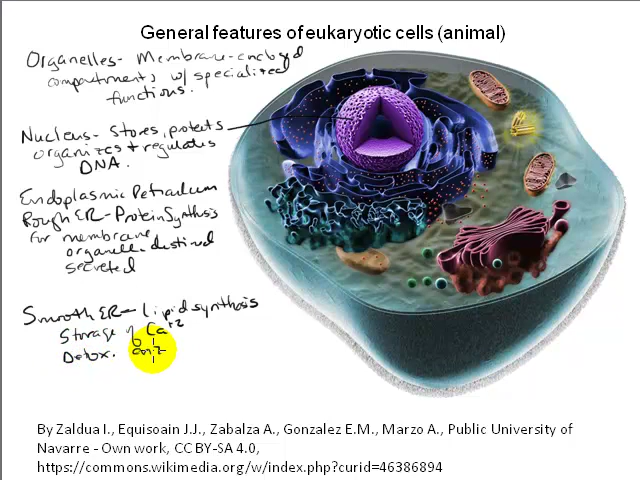 General features of eukaryotic cells (animal)
Organelles - Membrane-enclosed
compartments w/ specialized
functions.
Nucleus - Stores, protects
organizes + regulates
DNA.
Endoplasmic Reticulum
Rough ER - Protein Synthesis
for membrane
organelle-destined
secreted
Smooth ER - Lipid synthesis
Storage of Ca+2
Detox.
By Zaldua I., Equisoain J.J., Zabalza A., Gonzalez E.M., Marzo A., Public University of
Navarre - Own work, CC BY-SA 4.0,
https://commons.wikimedia.org/w/index.php?curid=46386894